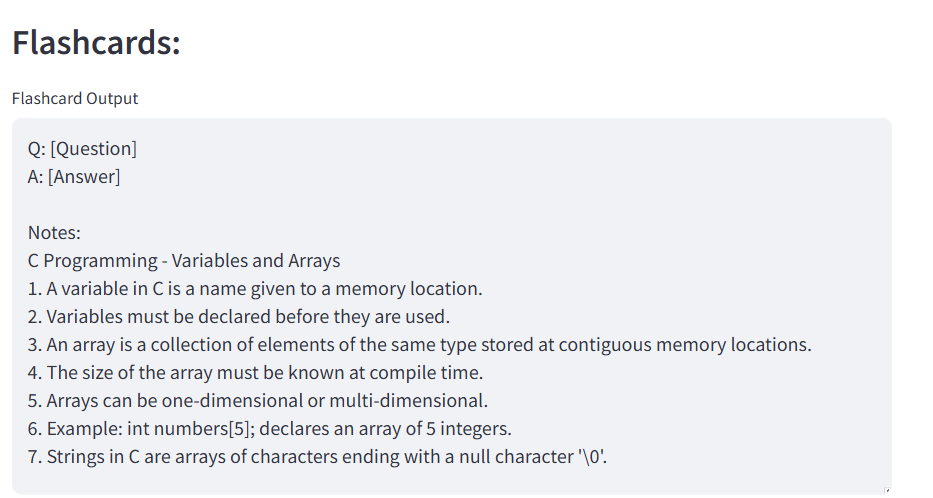 Flashcards:
Flashcard Output
Q: [Question]
A: [Answer]
Notes:
C Programming - Variables and Arrays
1. A variable in C is a name given to a memory location.
2. Variables must be declared before they are used.
3. An array is a collection of elements of the same type stored at contiguous memory locations.
4. The size of the array must be known at compile time.
5. Arrays can be one-dimensional or multi-dimensional.
6. Example: int numbers[5]; declares an array of 5 integers.
7. Strings in C are arrays of characters ending with a null character '\0'.